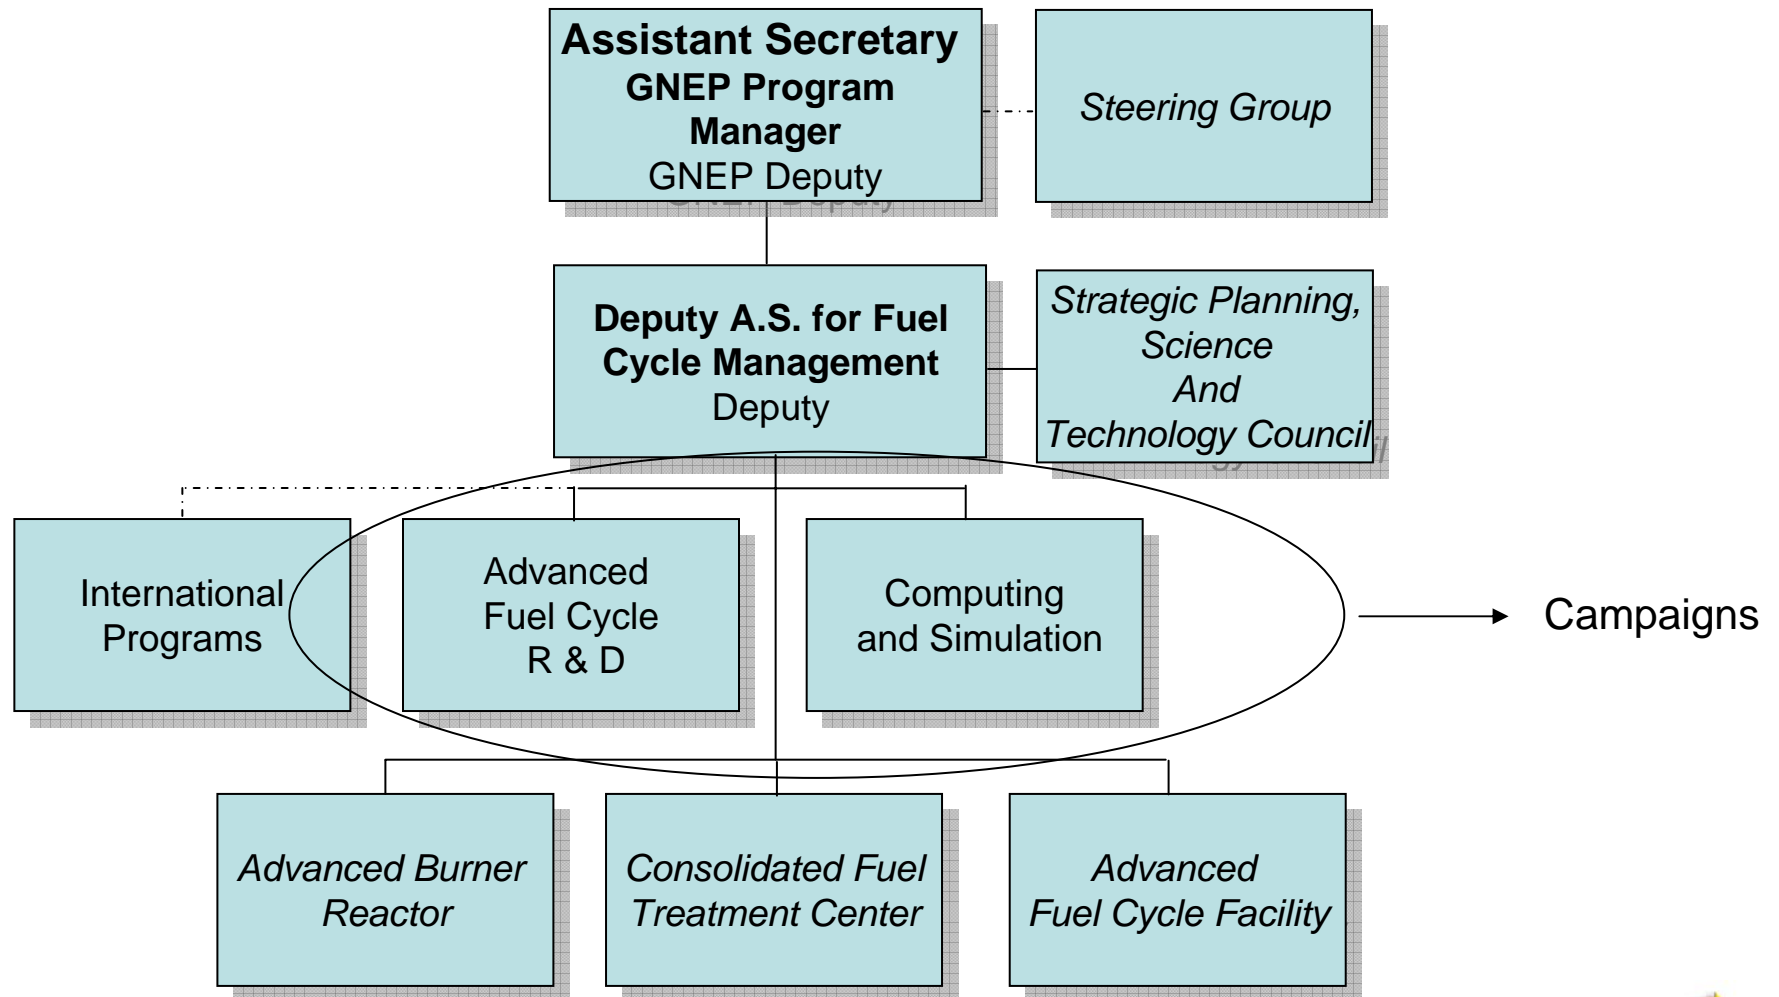 Assistant Secretary
GNEP Program
Manager
GNEP Deputy
Steering Group
Deputy A.S. for Fuel
Cycle Management
Deputy
Strategic Planning,
Science
And
Technology Council
International
Programs
Advanced
Fuel Cycle
R & D
Computing
and Simulation
Campaigns
Advanced Burner
Reactor
Consolidated Fuel
Treatment Center
Advanced
Fuel Cycle Facility